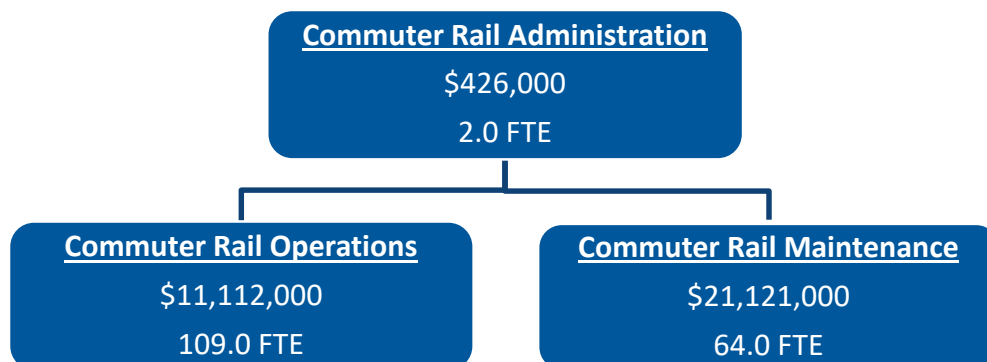 Commuter Rail Administration
$426,000
2.0 FTE
Commuter Rail Operations
$11,112,000
109.0 FTE
Commuter Rail Maintenance
$21,121,000
64.0 FTE